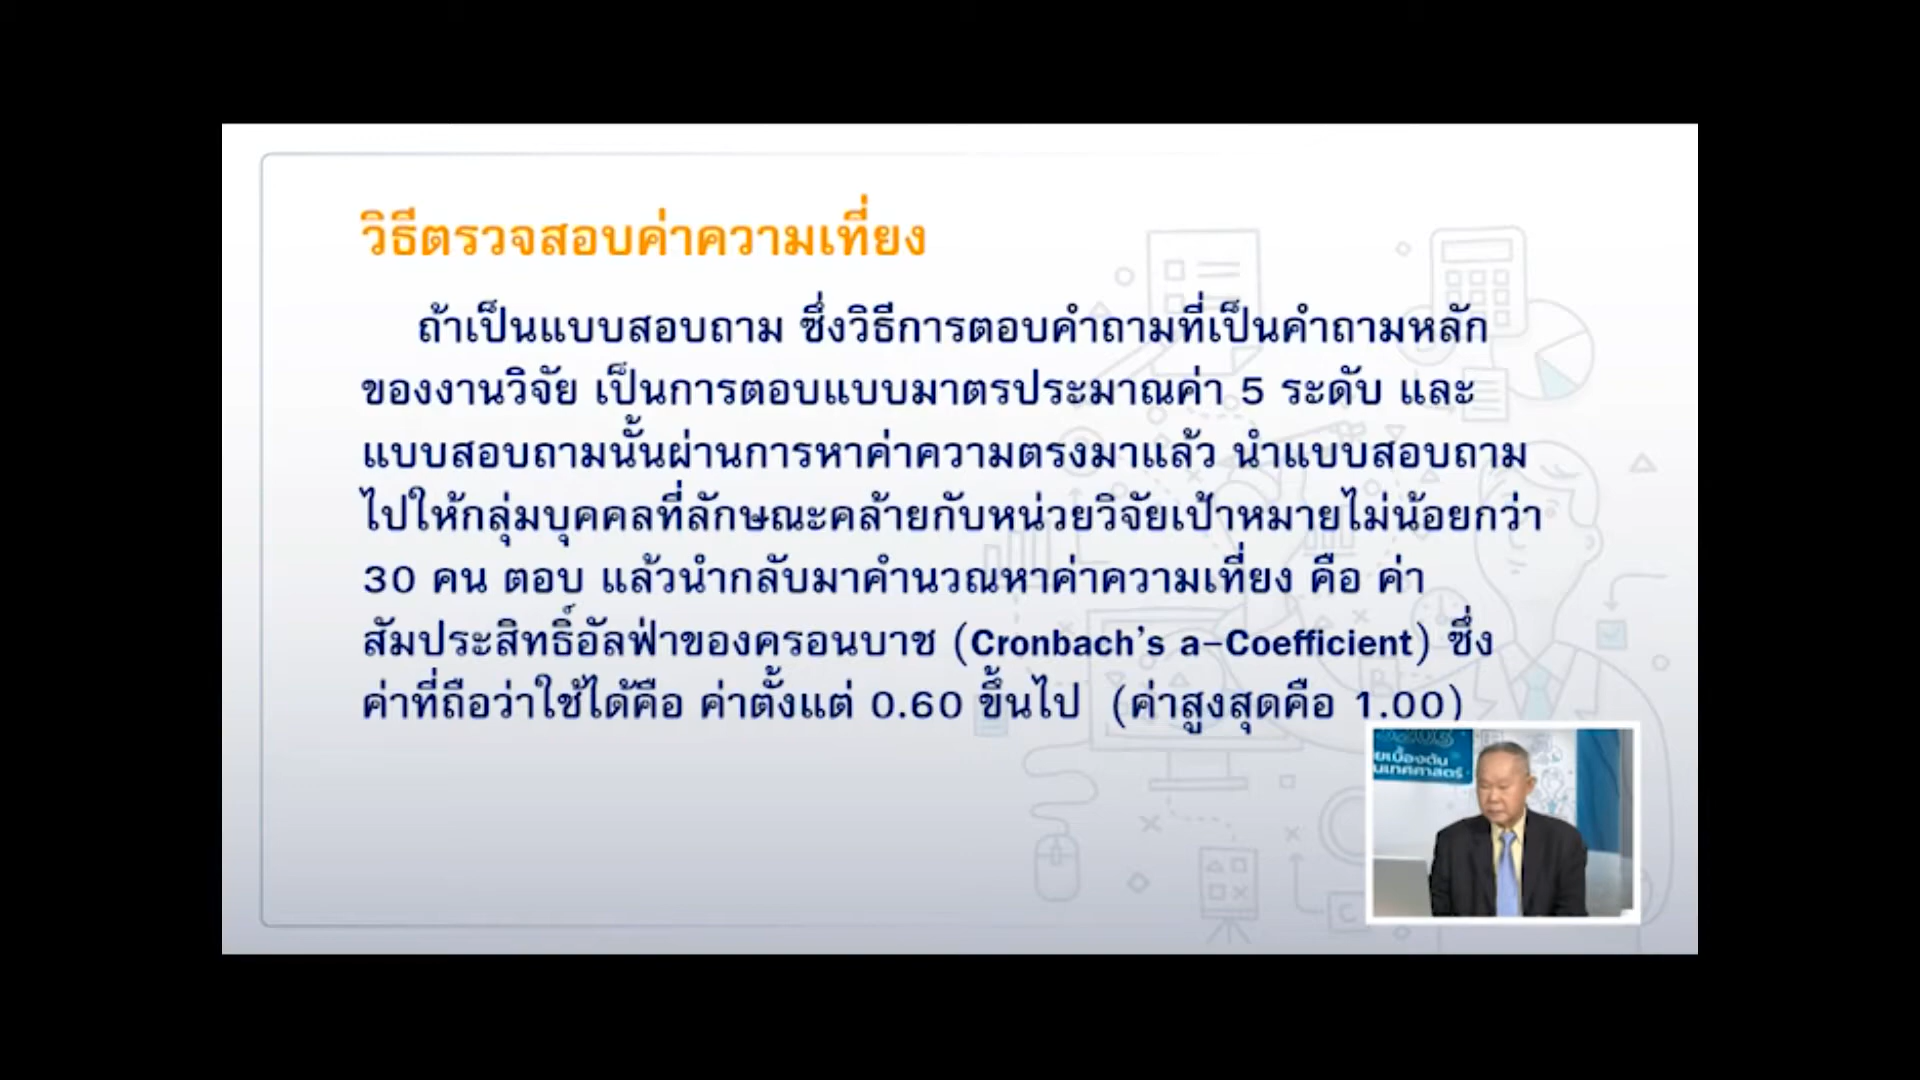 วิธีตรวจสอบค่าความเที่ยง
ถ้าเป็นแบบสอบถาม ซึ่งวิธีการตอบคำถามที่เป็นคำถามหลัก
ของงานวิจัย เป็นการตอบแบบมาตรประมาณค่า 5 ระดับ และ
แบบสอบถามนั้นผ่านการหาค่าความตรงมาแล้ว นำแบบสอบถาม
ไปให้กลุ่มบุคคลที่ลักษณะคล้ายกับหน่วยวิจัยเป้าหมายไม่น้อยกว่า
30 คน ตอบ แล้วนำกลับมาคำนวณหาค่าความเที่ยง คือ ค่า
สัมประสิทธิ์อัลฟ่าของครอนบาช (Cronbach's a-Coefficient) ซึ่ง
ค่าที่ถือว่าใช้ได้คือ ค่าตั้งแต่ 0.60 ขึ้นไป (ค่าสูงสุดคือ 1.00)